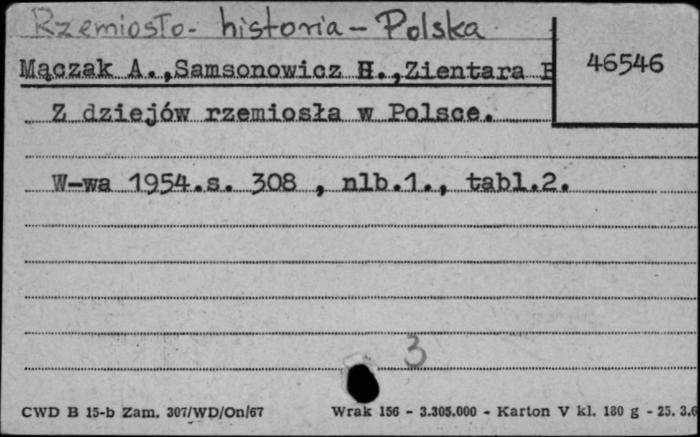 Rzemiosło - historia - Polska
46546
Mączak A., Samsonowicz H., Zientara B
Z dziejów rzemiosła w Polsce.
W-wa 1954.s. 308 , nlb.1., tabl.2.
3
CWD B 15-b Zam. 307/WD/On/67 Wrak 156 - 3.305.000 - Karton V kl. 180 g - 25. 3.6